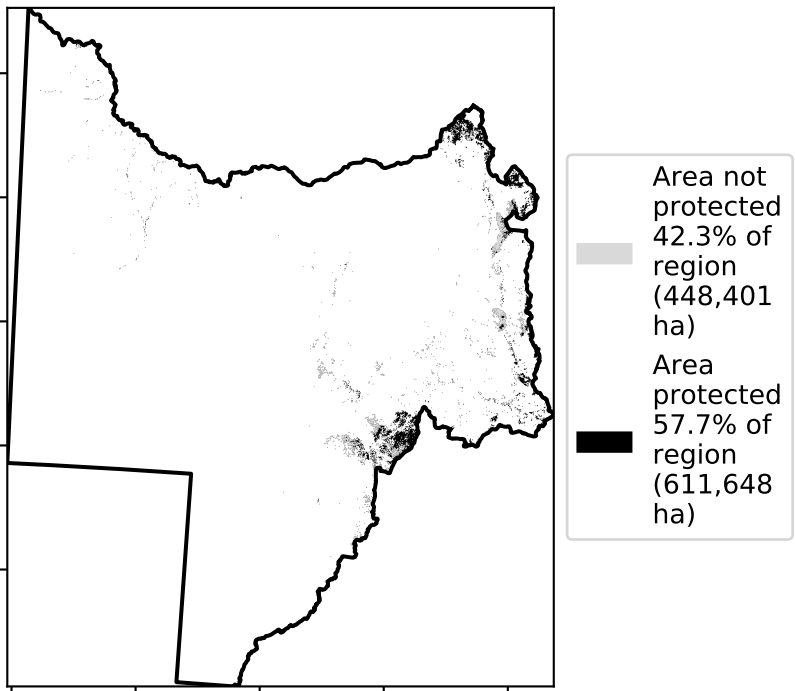 Area not
protected
42.3% of
region
(448,401
ha)
Area
protected
57.7% of
region
(611,648
ha)